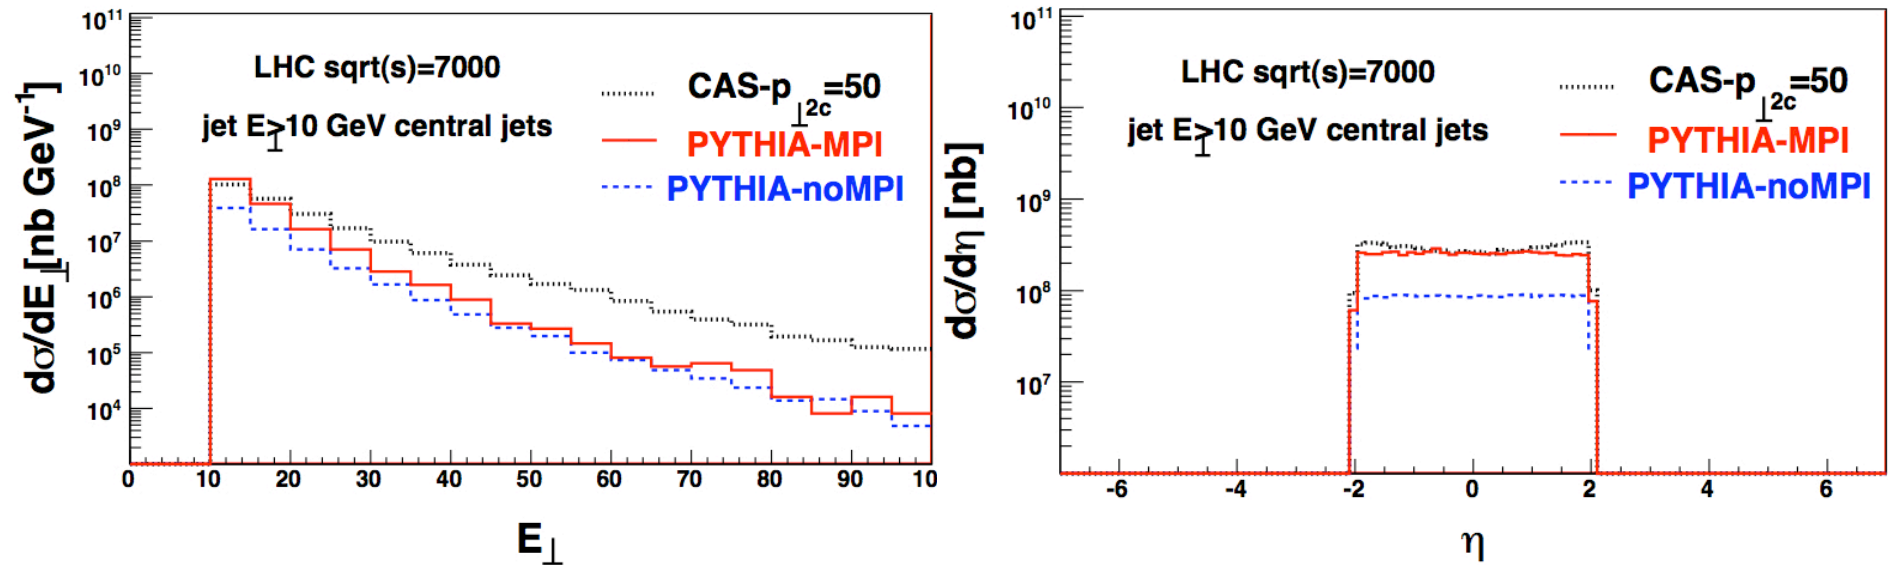 10¹¹
10¹⁰
10⁹
10⁸
10⁷
10⁶
10⁵
10⁴
dσ/dE⊥[nb GeV⁻¹]
LHC sqrt(s)=7000
jet E⊥>10 GeV central jets
CAS-p⊥2c=50
PYTHIA-MPI
PYTHIA-noMPI
0 10 20 30 40 50 60 70 80 90 10
E⊥
10¹¹
10¹⁰
10⁹
10⁸
10⁷
dσ/dη [nb]
LHC sqrt(s)=7000
jet E⊥>10 GeV central jets
CAS-p⊥2c=50
PYTHIA-MPI
PYTHIA-noMPI
-6 -4 -2 0 2 4 6
η